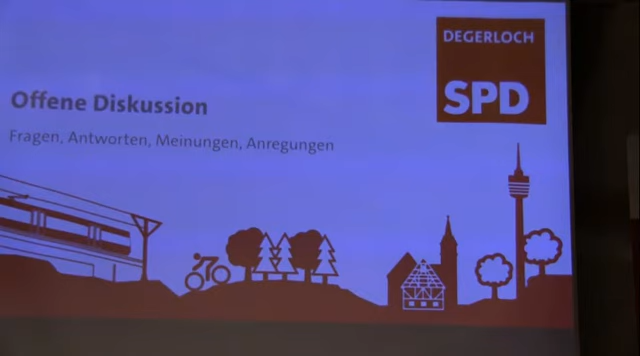 DEGERLOCH
SPD
Offene Diskussion
Fragen, Antworten, Meinungen, Anregungen